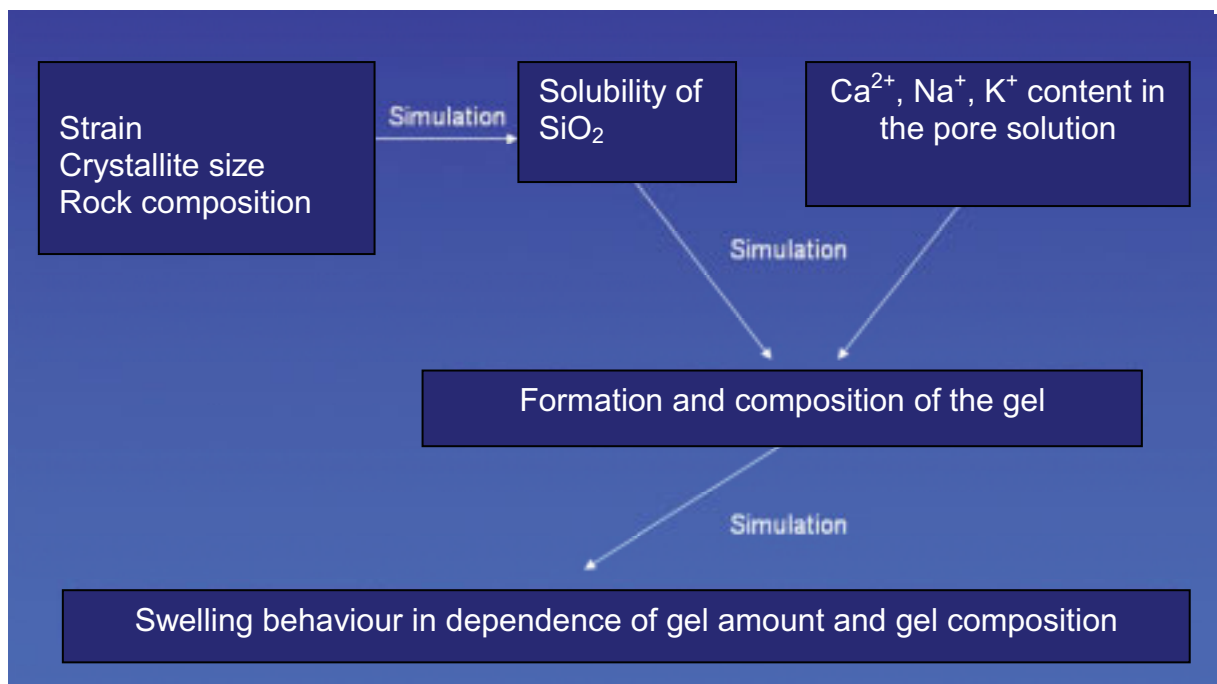 Strain
Crystallite size
Rock composition
Simulation
Solubility of
SiO₂
Ca²⁺, Na⁺, K⁺ content in
the pore solution
Simulation
Formation and composition of the gel
Simulation
Swelling behaviour in dependence of gel amount and gel composition